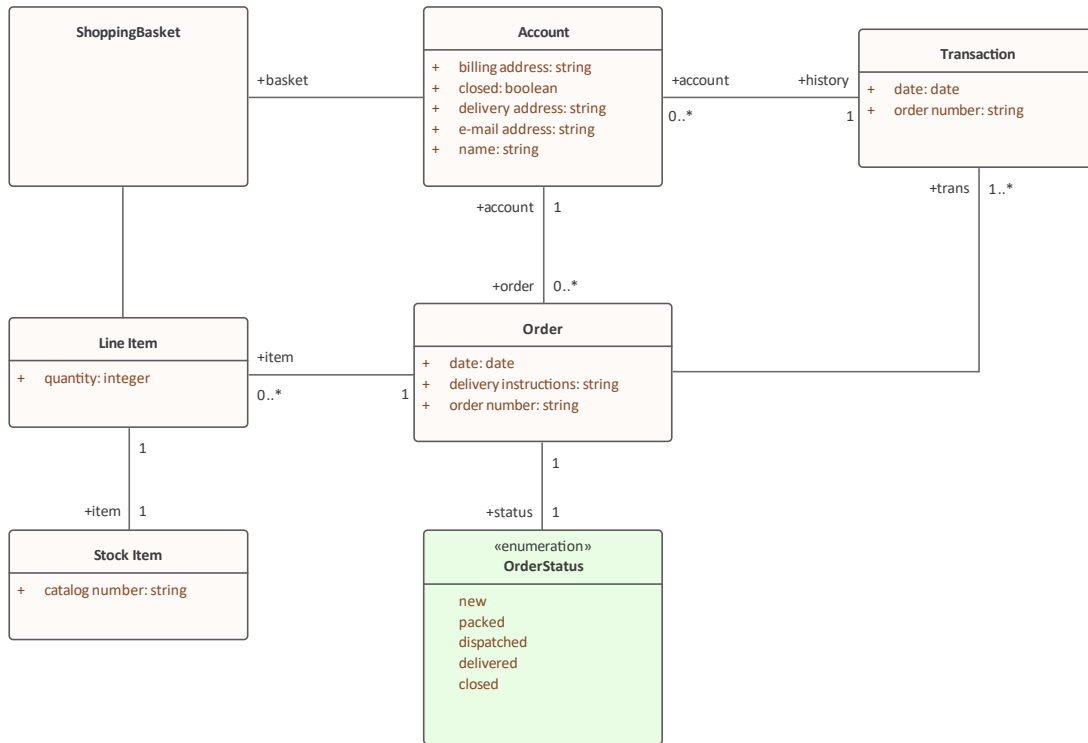 ShoppingBasket
+basket
Account
+ billing address: string
+ closed: boolean
+ delivery address: string
+ e-mail address: string
+ name: string
+account
0..*
+history
1
Transaction
+ date: date
+ order number: string
+trans
1..*
+account
1
+order
0..*
Line Item
+ quantity: integer
+item
0..*
1
Order
+ date: date
+ delivery instructions: string
+ order number: string
1
+item
1
Stock Item
+ catalog number: string
1
+status
1
«enumeration»
OrderStatus
new
packed
dispatched
delivered
closed